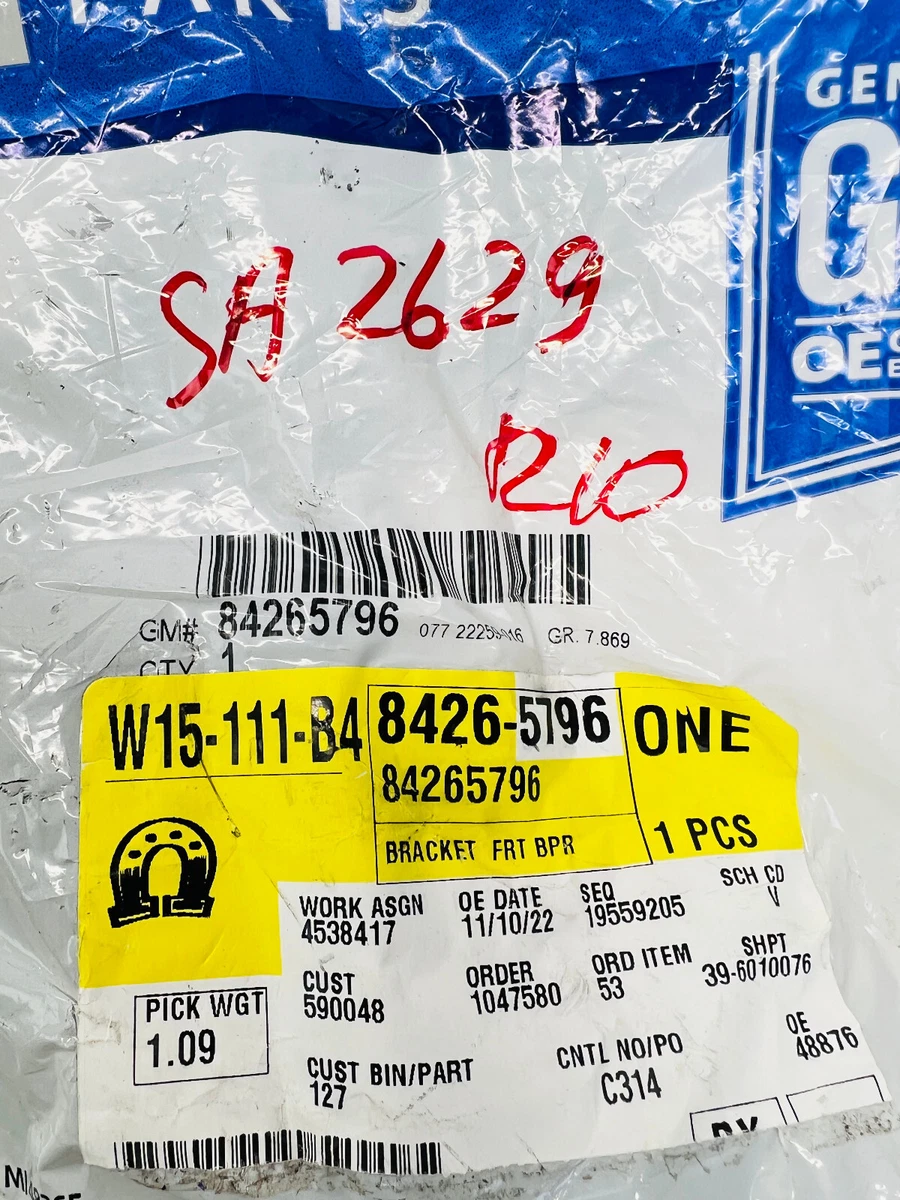 PARTS
GEN
G
OE
SA 2629
R10
GM# 84265796 GR. 7.869
QTY 1
W15-111-B4
8426-5796
84265796
BRACKET FRT BPR
ONE
1 PCS
WORK ASGN
4538417
OE DATE
11/10/22
SEQ
19559205
SCH CD
V
CUST
590048
ORDER
1047580
ORD ITEM
53
SHPT
39-6010076
PICK WGT
1.09
CUST BIN/PART
127
CNTL NO/PO
C314
OE
48876